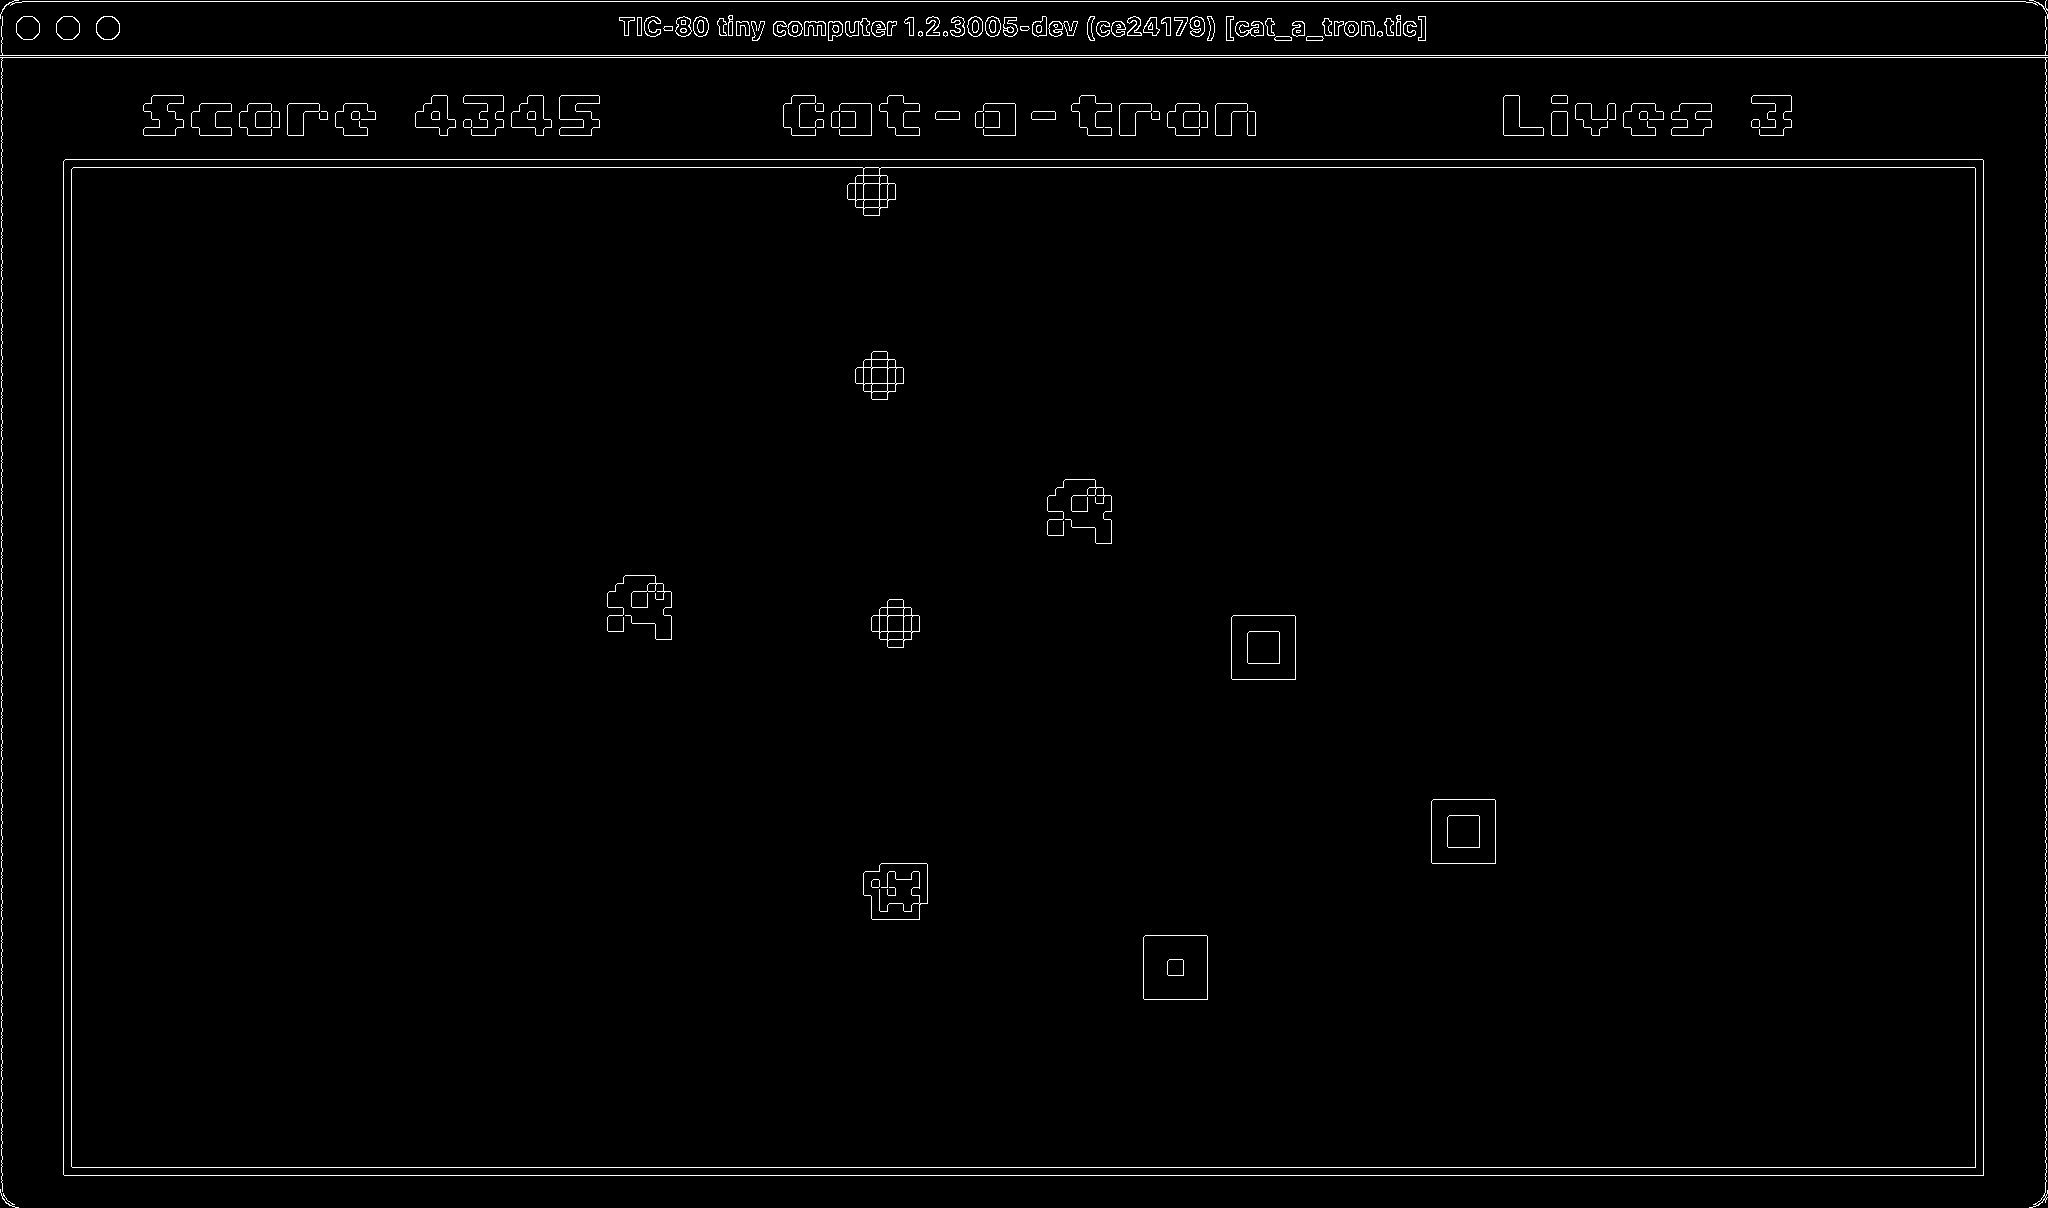 TIC-80 tiny computer 1.2.3005-dev (ce24179) [cat_a_tron.tic]
Score 4345 Cat-a-tron Lives 3